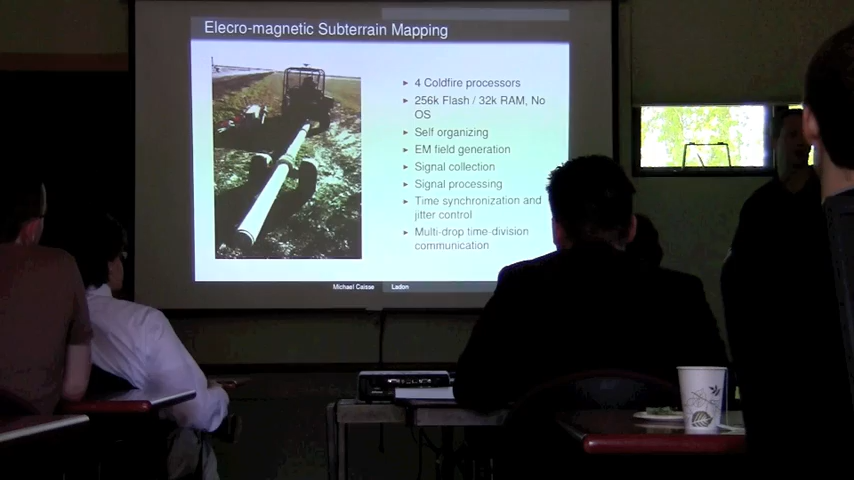 Elecro-magnetic Subterrain Mapping
4 Coldfire processors
256k Flash / 32k RAM, No
OS
Self organizing
EM field generation
Signal collection
Signal processing
Time synchronization and
jitter control
Multi-drop time-division
communication
Michael Caisse
Ladon